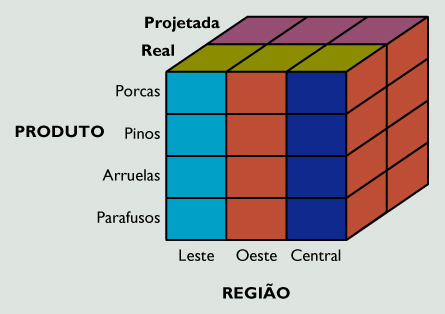 Projetada
Real
Porcas
PRODUTO
Pinos
Arruelas
Parafusos
Leste Oeste Central
REGIÃO